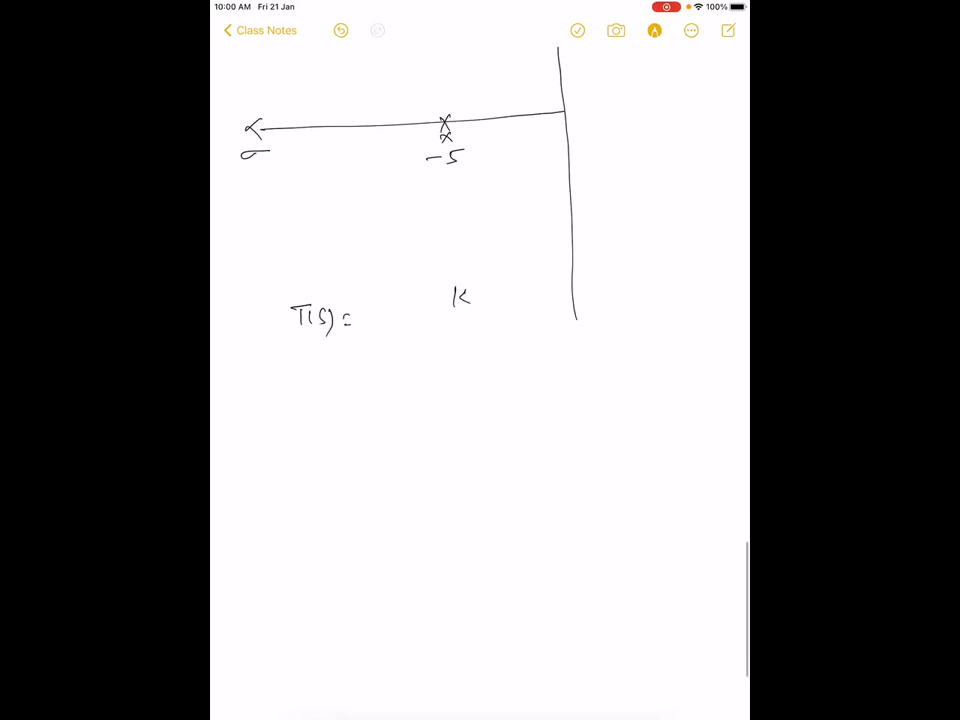 10:00 AM Fri 21 Jan 100%
Class Notes
x
x
σ -5
K
T(s) =